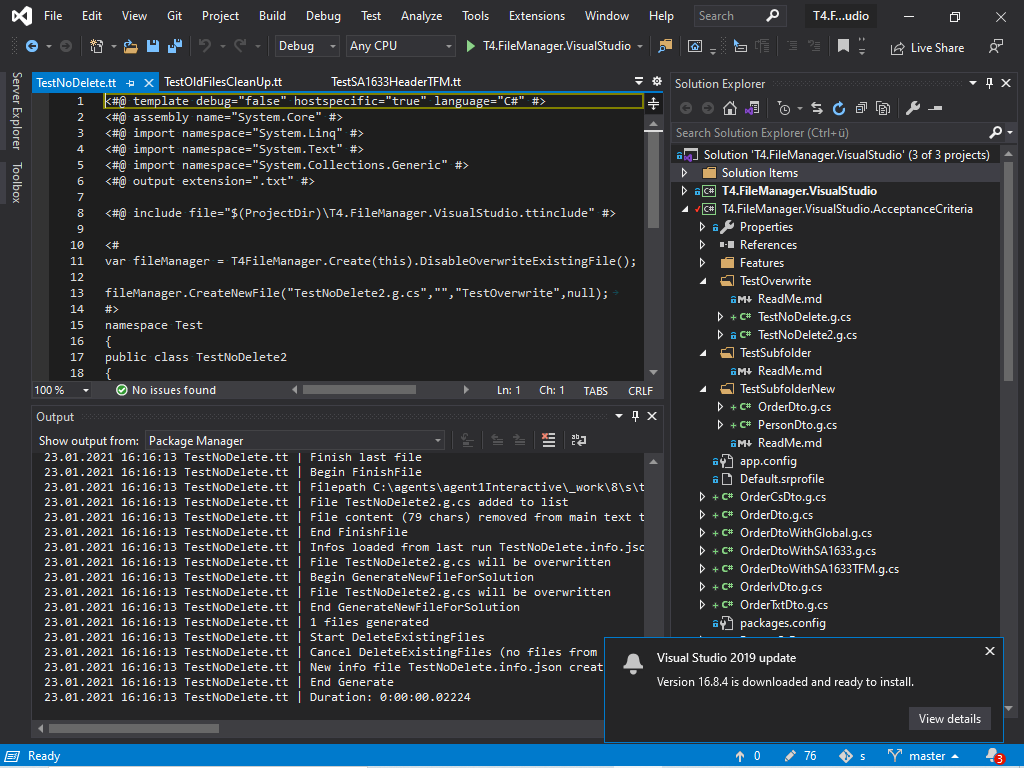 File Edit View Git Project Build Debug Test Analyze Tools Extensions Window Help Search T4.F...udio
Debug Any CPU T4.FileManager.VisualStudio Live Share
Server Explorer
Toolbox
TestNoDelete.tt TestOldFilesCleanUp.tt TestSA1633HeaderTFM.tt
1 <#@ template debug="false" hostspecific="true" language="C#" #>
2 <#@ assembly name="System.Core" #>
3 <#@ import namespace="System.Linq" #>
4 <#@ import namespace="System.Text" #>
5 <#@ import namespace="System.Collections.Generic" #>
6 <#@ output extension=".txt" #>
7
8 <#@ include file="$(ProjectDir)\T4.FileManager.VisualStudio.ttinclude" #>
9
10 <#
11 var fileManager = T4FileManager.Create(this).DisableOverwriteExistingFile();
12
13 fileManager.CreateNewFile("TestNoDelete2.g.cs","","TestOverwrite",null);
14 #>
15 namespace Test
16 {
17 public class TestNoDelete2
18 {
100 % No issues found Ln: 1 Ch: 1 TABS CRLF
Output
Show output from: Package Manager
23.01.2021 16:16:13 TestNoDelete.tt | Finish last file
23.01.2021 16:16:13 TestNoDelete.tt | Begin FinishFile
23.01.2021 16:16:13 TestNoDelete.tt | Filepath C:\agents\agent1Interactive\_work\8\s\t
23.01.2021 16:16:13 TestNoDelete.tt | File TestNoDelete2.g.cs added to list
23.01.2021 16:16:13 TestNoDelete.tt | File content (79 chars) removed from main text t
23.01.2021 16:16:13 TestNoDelete.tt | End FinishFile
23.01.2021 16:16:13 TestNoDelete.tt | Infos loaded from last run TestNoDelete.info.jso
23.01.2021 16:16:13 TestNoDelete.tt | File TestNoDelete2.g.cs will be overwritten
23.01.2021 16:16:13 TestNoDelete.tt | Begin GenerateNewFileForSolution
23.01.2021 16:16:13 TestNoDelete.tt | File TestNoDelete2.g.cs will be overwritten
23.01.2021 16:16:13 TestNoDelete.tt | End GenerateNewFileForSolution
23.01.2021 16:16:13 TestNoDelete.tt | 1 files generated
23.01.2021 16:16:13 TestNoDelete.tt | Start DeleteExistingFiles
23.01.2021 16:16:13 TestNoDelete.tt | Cancel DeleteExistingFiles (no files from
23.01.2021 16:16:13 TestNoDelete.tt | New info file TestNoDelete.info.json creat
23.01.2021 16:16:13 TestNoDelete.tt | End Generate
23.01.2021 16:16:13 TestNoDelete.tt | Duration: 0:00:00.02224
Solution Explorer
Search Solution Explorer (Ctrl+ü)
Solution 'T4.FileManager.VisualStudio' (3 of 3 projects)
Solution Items
C# T4.FileManager.VisualStudio
C# T4.FileManager.VisualStudio.AcceptanceCriteria
Properties
References
Features
TestOverwrite
M+ ReadMe.md
+ C# TestNoDelete.g.cs
C# TestNoDelete2.g.cs
TestSubfolder
M+ ReadMe.md
TestSubfolderNew
+ C# OrderDto.g.cs
+ C# PersonDto.g.cs
M+ ReadMe.md
app.config
Default.srprofile
+ C# OrderCsDto.g.cs
+ C# OrderDto.g.cs
+ C# OrderDtoWithGlobal.g.cs
+ C# OrderDtoWithSA1633.g.cs
+ C# OrderDtoWithSA1633TFM.g.cs
+ C# OrderIvDto.g.cs
+ C# OrderTxtDto.g.cs
packages.config
Visual Studio 2019 update
Version 16.8.4 is downloaded and ready to install.
View details
Ready 0 76 s master 3